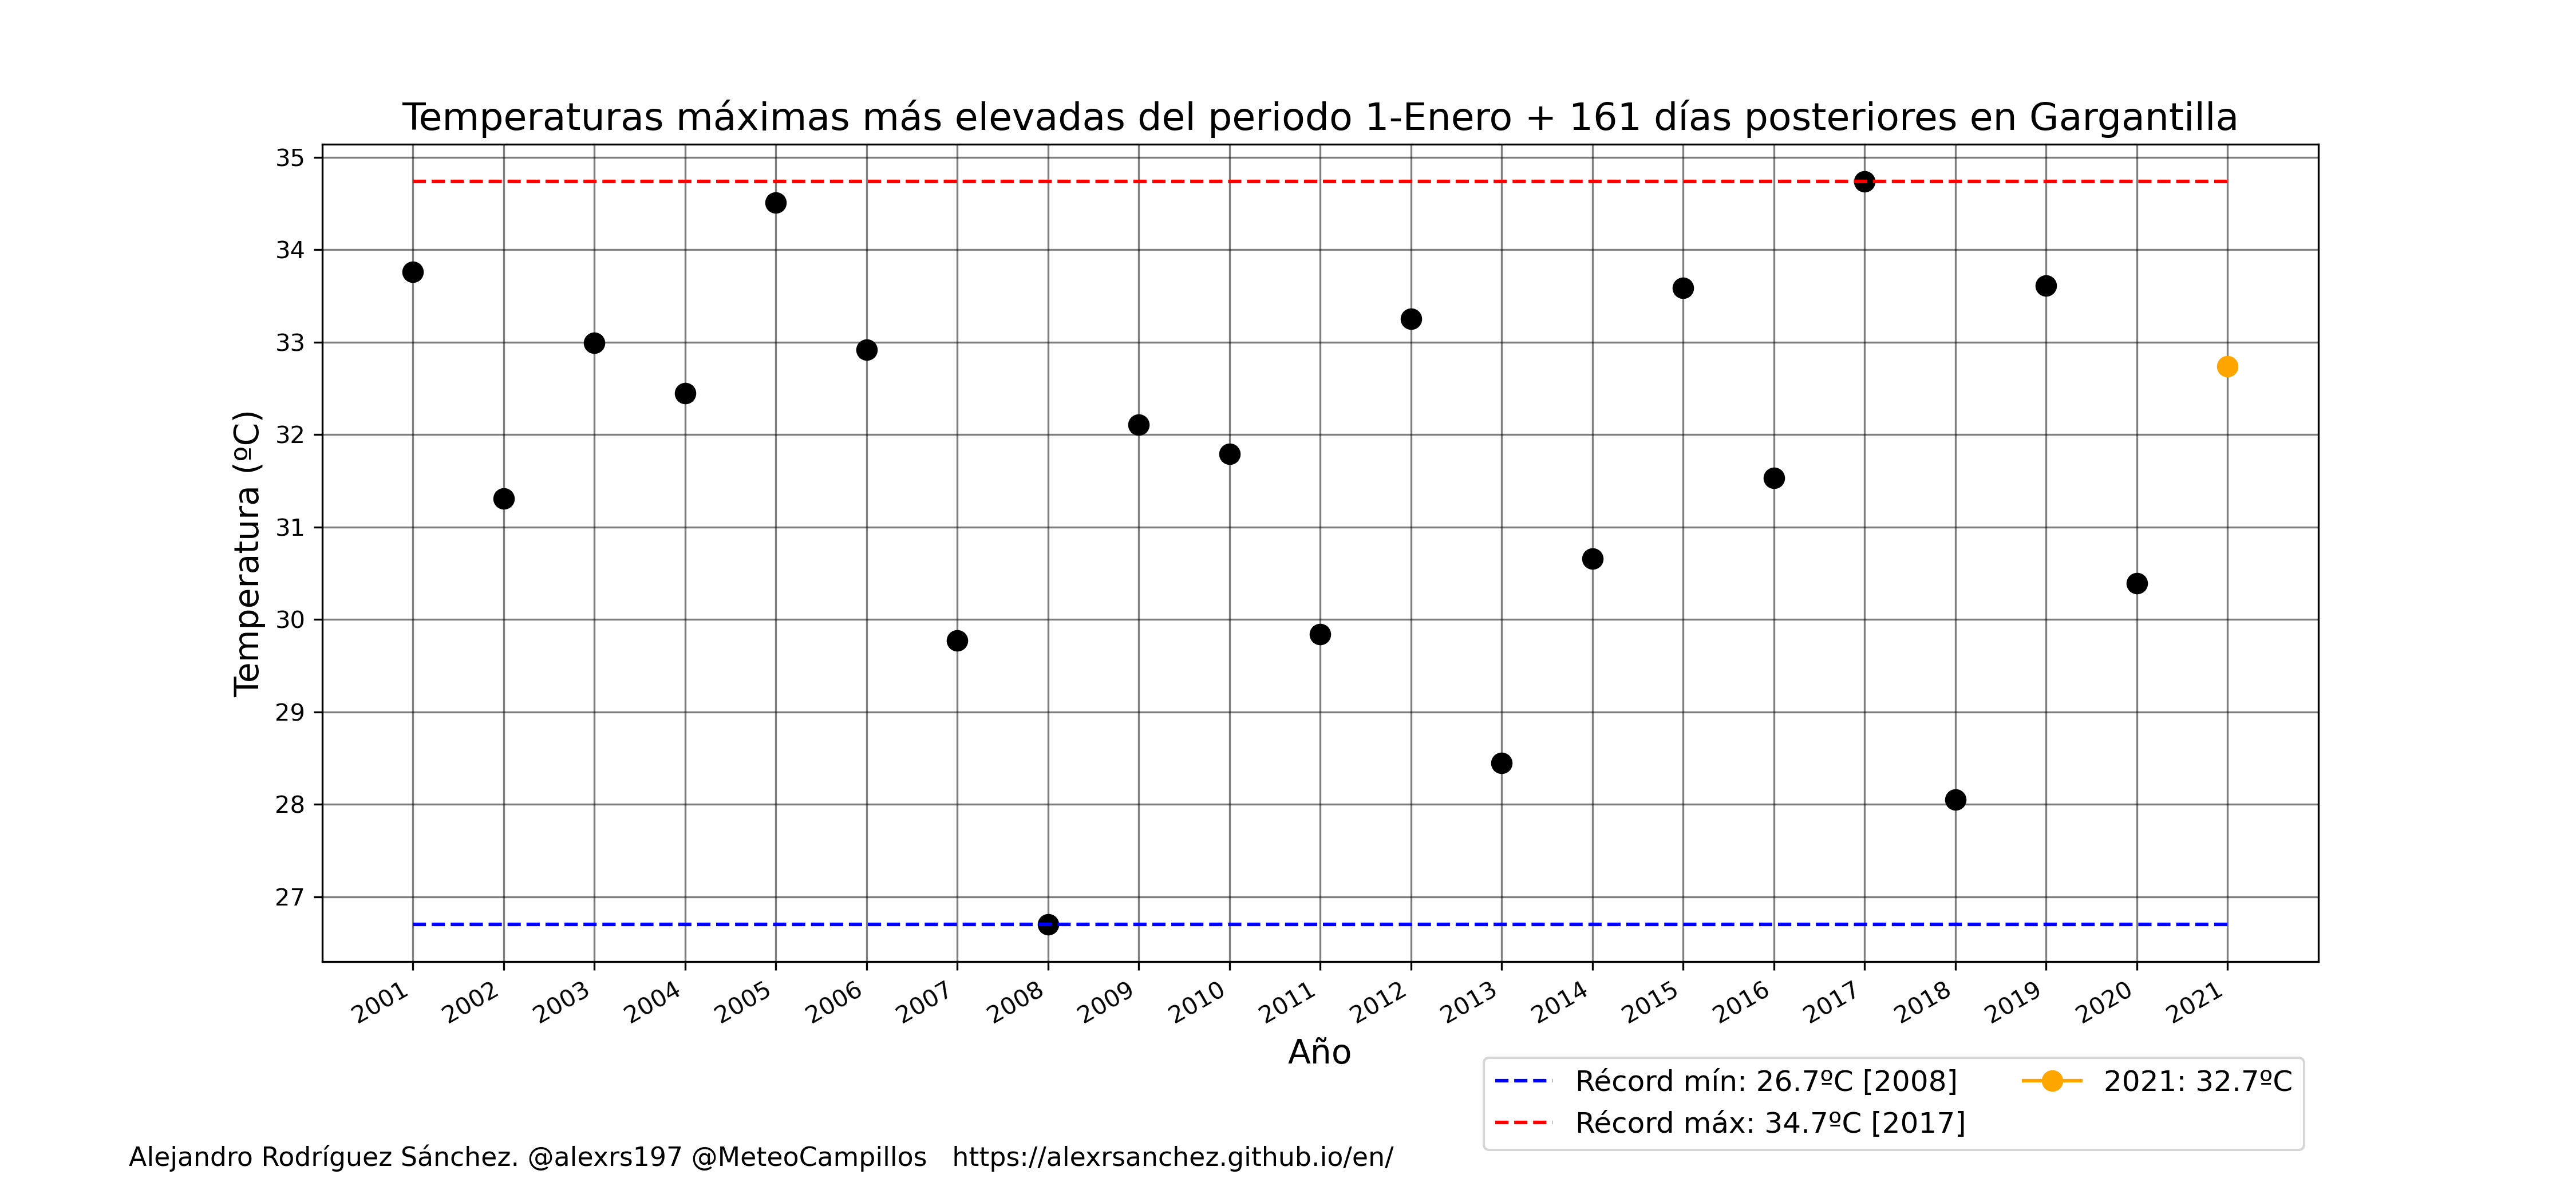 Temperaturas máximas más elevadas del periodo 1-Enero + 161 días posteriores en Gargantilla
Temperatura (ºC)
35
34
33
32
31
30
29
28
27
2001 2002 2003 2004 2005 2006 2007 2008 2009 2010 2011 2012 2013 2014 2015 2016 2017 2018 2019 2020 2021
Año
Récord mín: 26.7ºC [2008]
Récord máx: 34.7ºC [2017]
2021: 32.7ºC
Alejandro Rodríguez Sánchez. @alexrs197 @MeteoCampillos https://alexrsanchez.github.io/en/